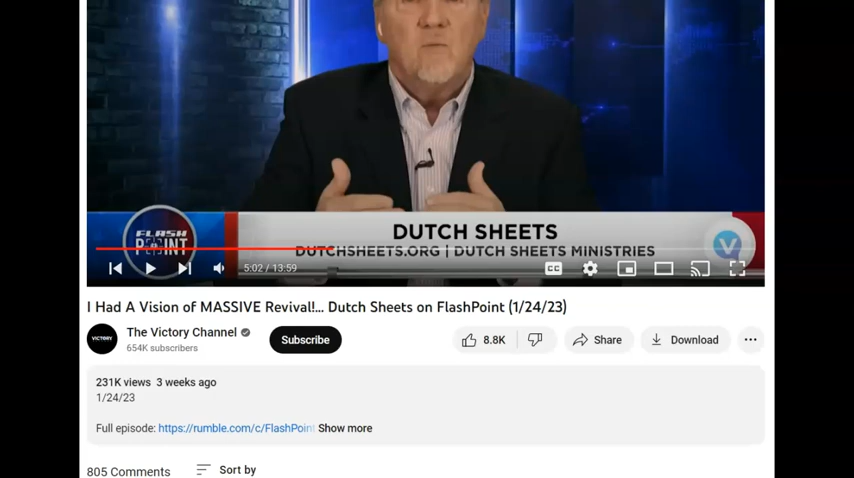 FLASH
POINT
DUTCH SHEETS
DUTCHSHEETS.ORG | DUTCH SHEETS MINISTRIES
V
5:02 / 13:59
CC
I Had A Vision of MASSIVE Revival!... Dutch Sheets on FlashPoint (1/24/23)
VICTORY
The Victory Channel
654K subscribers
Subscribe
8.8K
Share
Download
231K views 3 weeks ago
1/24/23
Full episode: https://rumble.com/c/FlashPoin Show more
805 Comments
Sort by